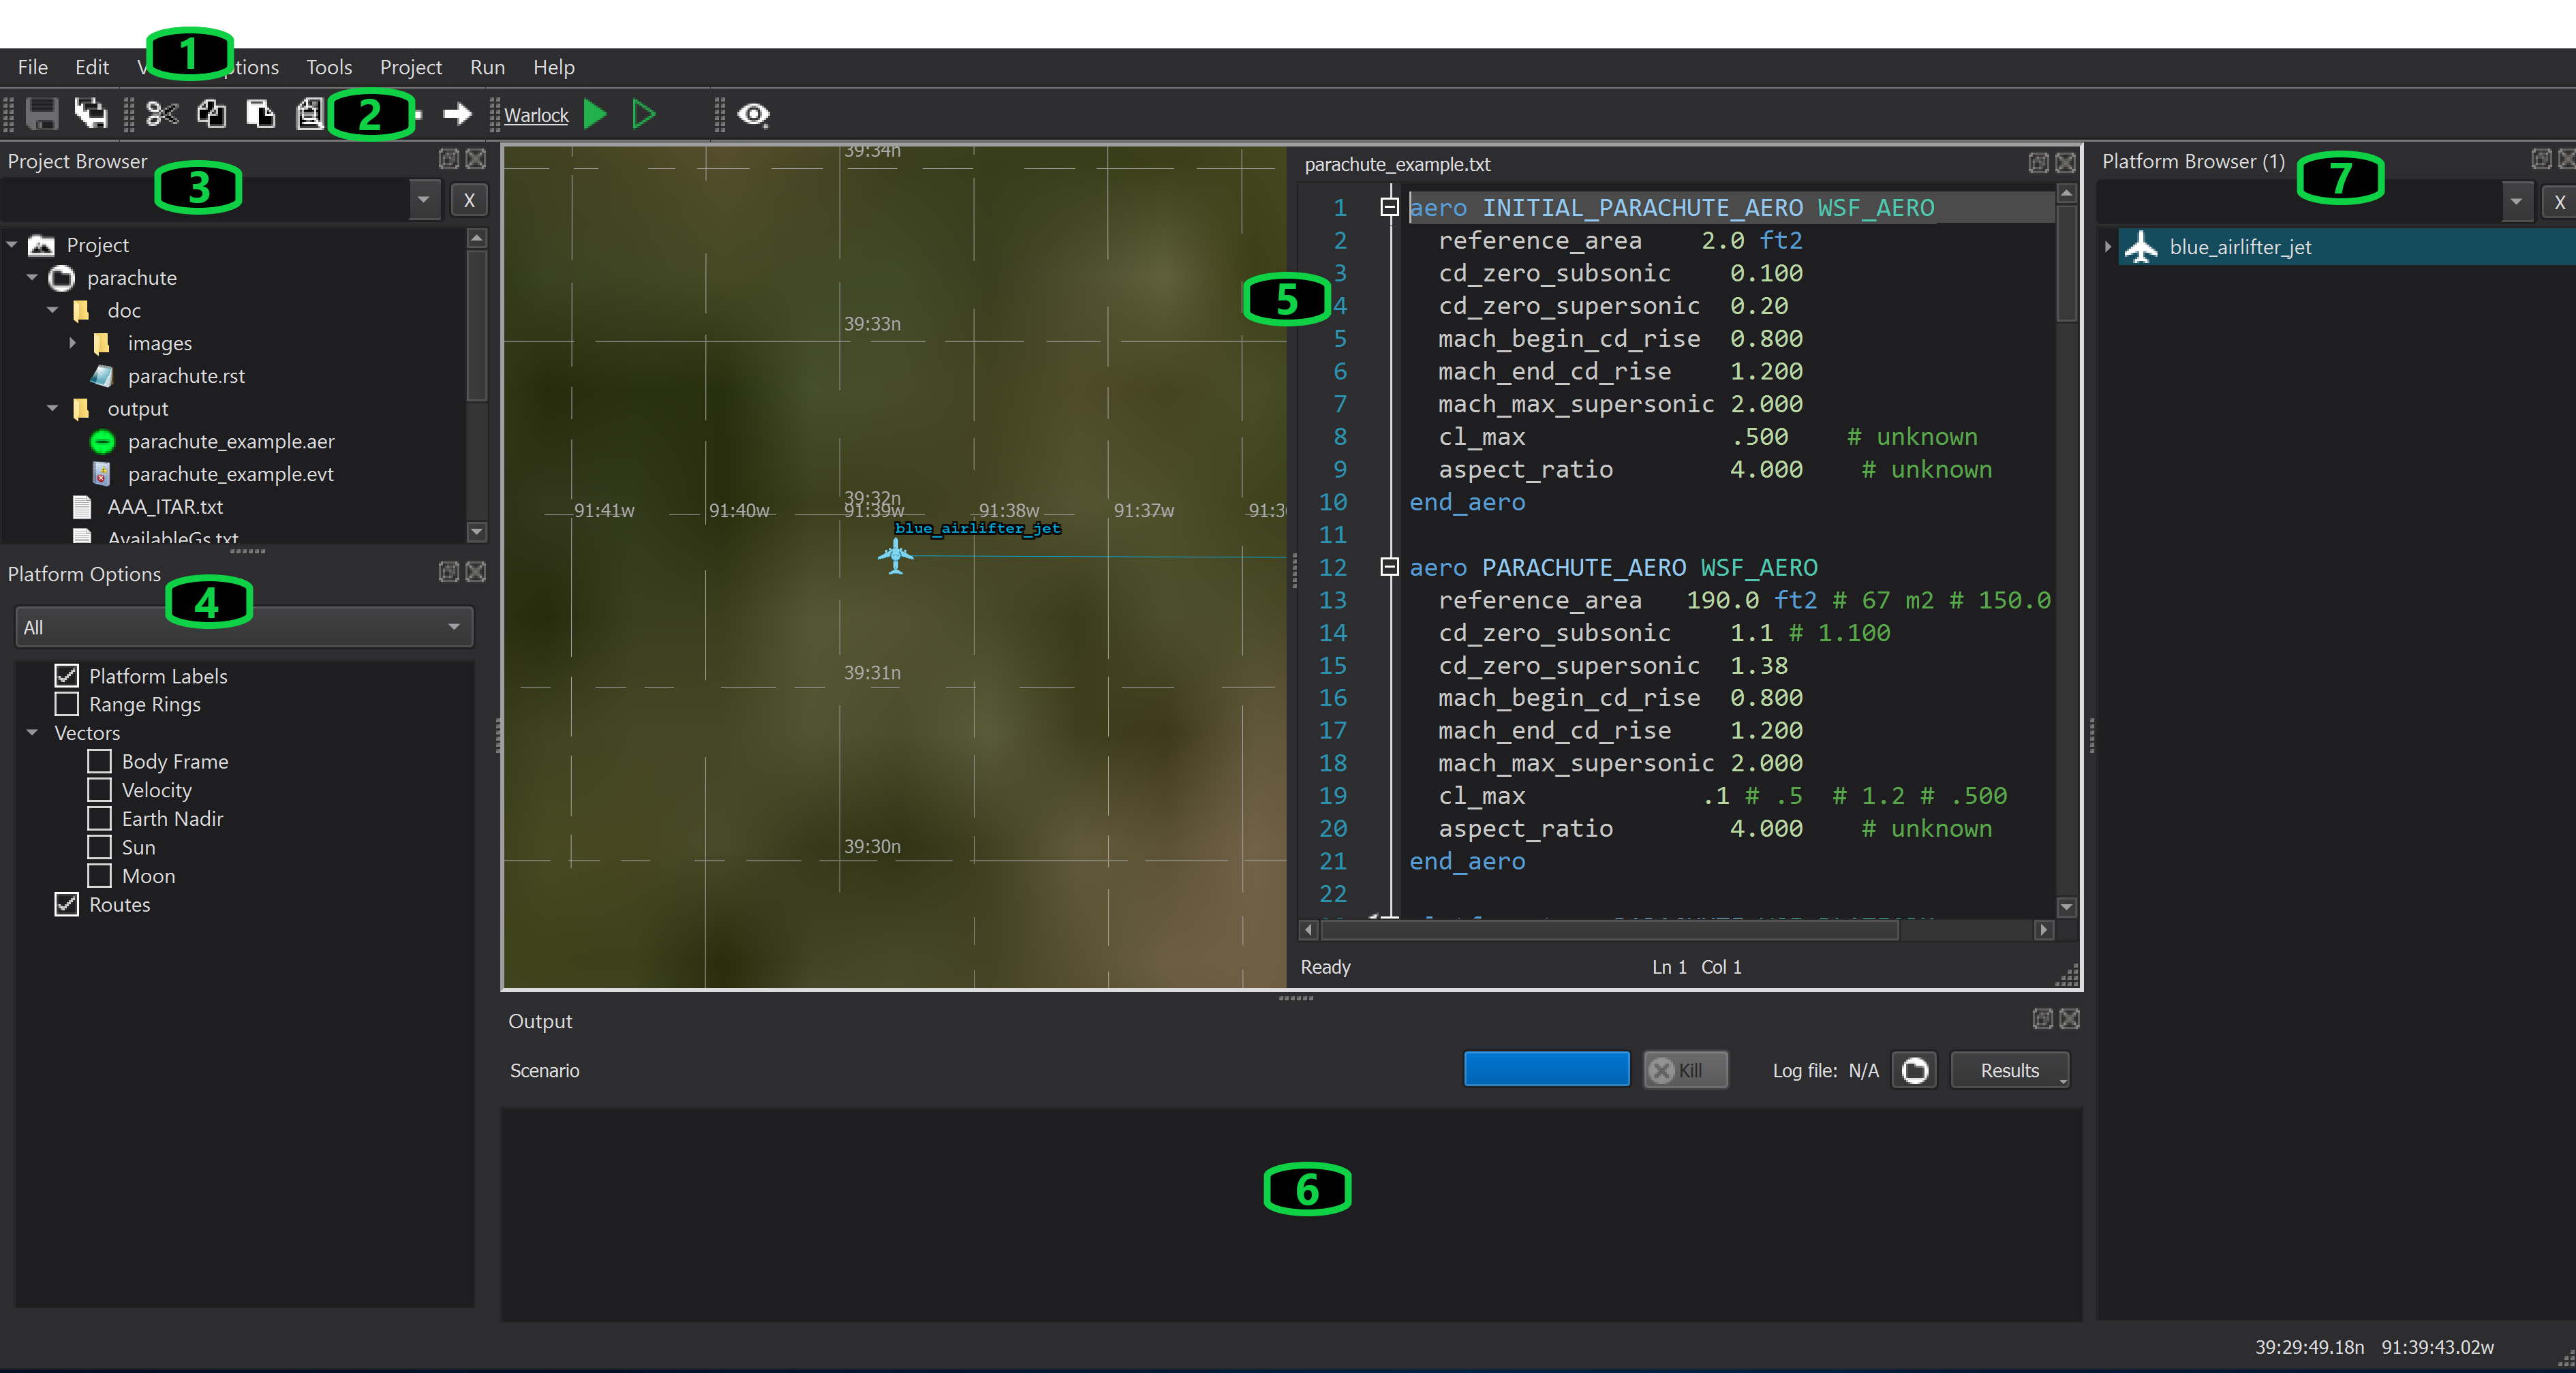 File Edit V 1 ptions Tools Project Run Help
2 Warlock
Project Browser
3
X
Project
parachute
doc
images
parachute.rst
output
parachute_example.aer
parachute_example.evt
AAA_ITAR.txt
AvailableGs.txt
Platform Options
4
All
Platform Labels
Range Rings
Vectors
Body Frame
Velocity
Earth Nadir
Sun
Moon
Routes
39:34n
39:33n
39:32n
91:41w 91:40w 91:39w 91:38w 91:37w 91:3
blue_airlifter_jet
39:31n
39:30n
5
parachute_example.txt
1 aero INITIAL_PARACHUTE_AERO WSF_AERO
2 reference_area 2.0 ft2
3 cd_zero_subsonic 0.100
4 cd_zero_supersonic 0.20
5 mach_begin_cd_rise 0.800
6 mach_end_cd_rise 1.200
7 mach_max_supersonic 2.000
8 cl_max .500 # unknown
9 aspect_ratio 4.000 # unknown
10 end_aero
11
12 aero PARACHUTE_AERO WSF_AERO
13 reference_area 190.0 ft2 # 67 m2 # 150.0
14 cd_zero_subsonic 1.1 # 1.100
15 cd_zero_supersonic 1.38
16 mach_begin_cd_rise 0.800
17 mach_end_cd_rise 1.200
18 mach_max_supersonic 2.000
19 cl_max .1 # .5 # 1.2 # .500
20 aspect_ratio 4.000 # unknown
21 end_aero
22
Ready Ln 1 Col 1
Output
Scenario Kill Log file: N/A Results
6
Platform Browser (1)
7
X
blue_airlifter_jet
39:29:49.18n 91:39:43.02w